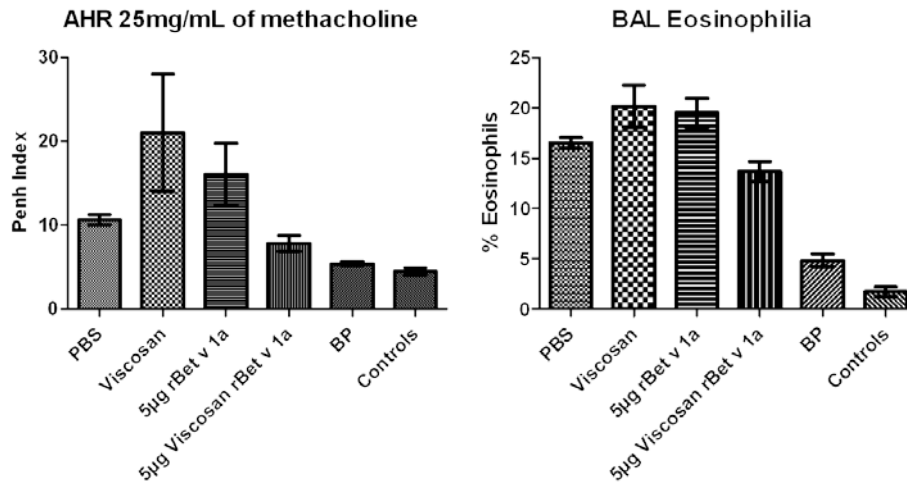 AHR 25mg/mL of methacholine
Penh Index
30
20
10
0
PBS
Viscosan
5µg rBet v 1a
5µg Viscosan rBet v 1a
BP
Controls
BAL Eosinophilia
% Eosinophils
25
20
15
10
5
0
PBS
Viscosan
5µg rBet v 1a
5µg Viscosan rBet v 1a
BP
Controls